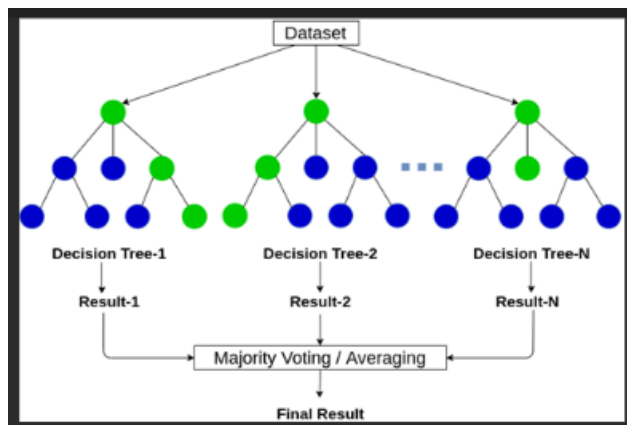 Dataset
Decision Tree-1
Decision Tree-2
Decision Tree-N
Result-1
Result-2
Result-N
Majority Voting / Averaging
Final Result